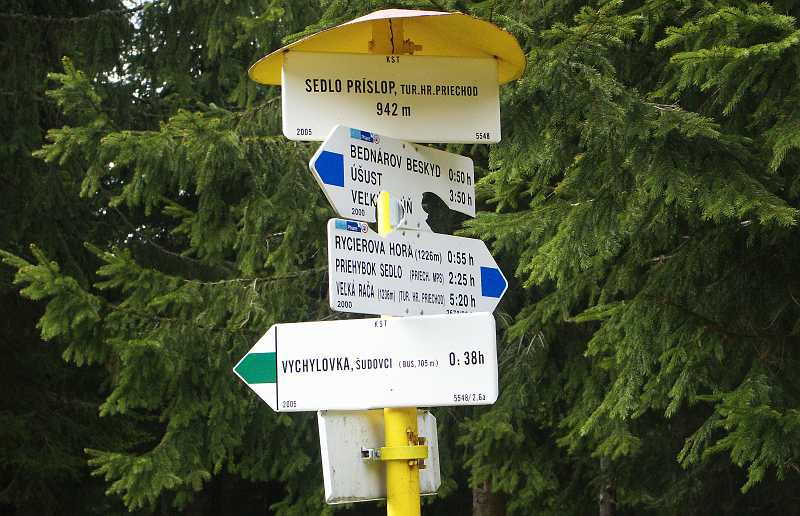 KST
SEDLO PRÍSLOP, TUR.HR.PRIECHOD
942 m
2005 5548
BEDNÁROV BESKYD 0:50 h
ÚŠUST 3:50 h
2000
RYCIEROVA HORA (1226m) 0:55 h
PRIEHYBOK SEDLO (PRIECH. MPS) 2:25 h
VEĽKÁ RAČA (1236m) (TUR. HR. PRIECHOD) 5:20 h
2000
KST
VYCHYLOVKA, ŠUDOVCI (BUS, 705 m) 0:38h
2005 5548/2,6a